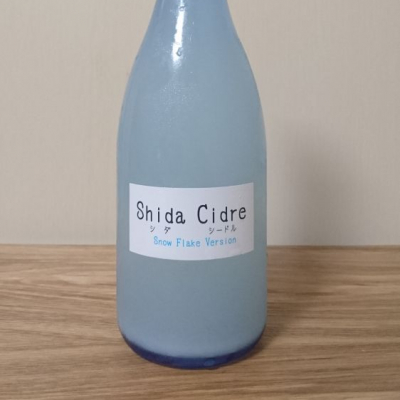 Shida Cidre
シダ シードル
Snow Flake Version